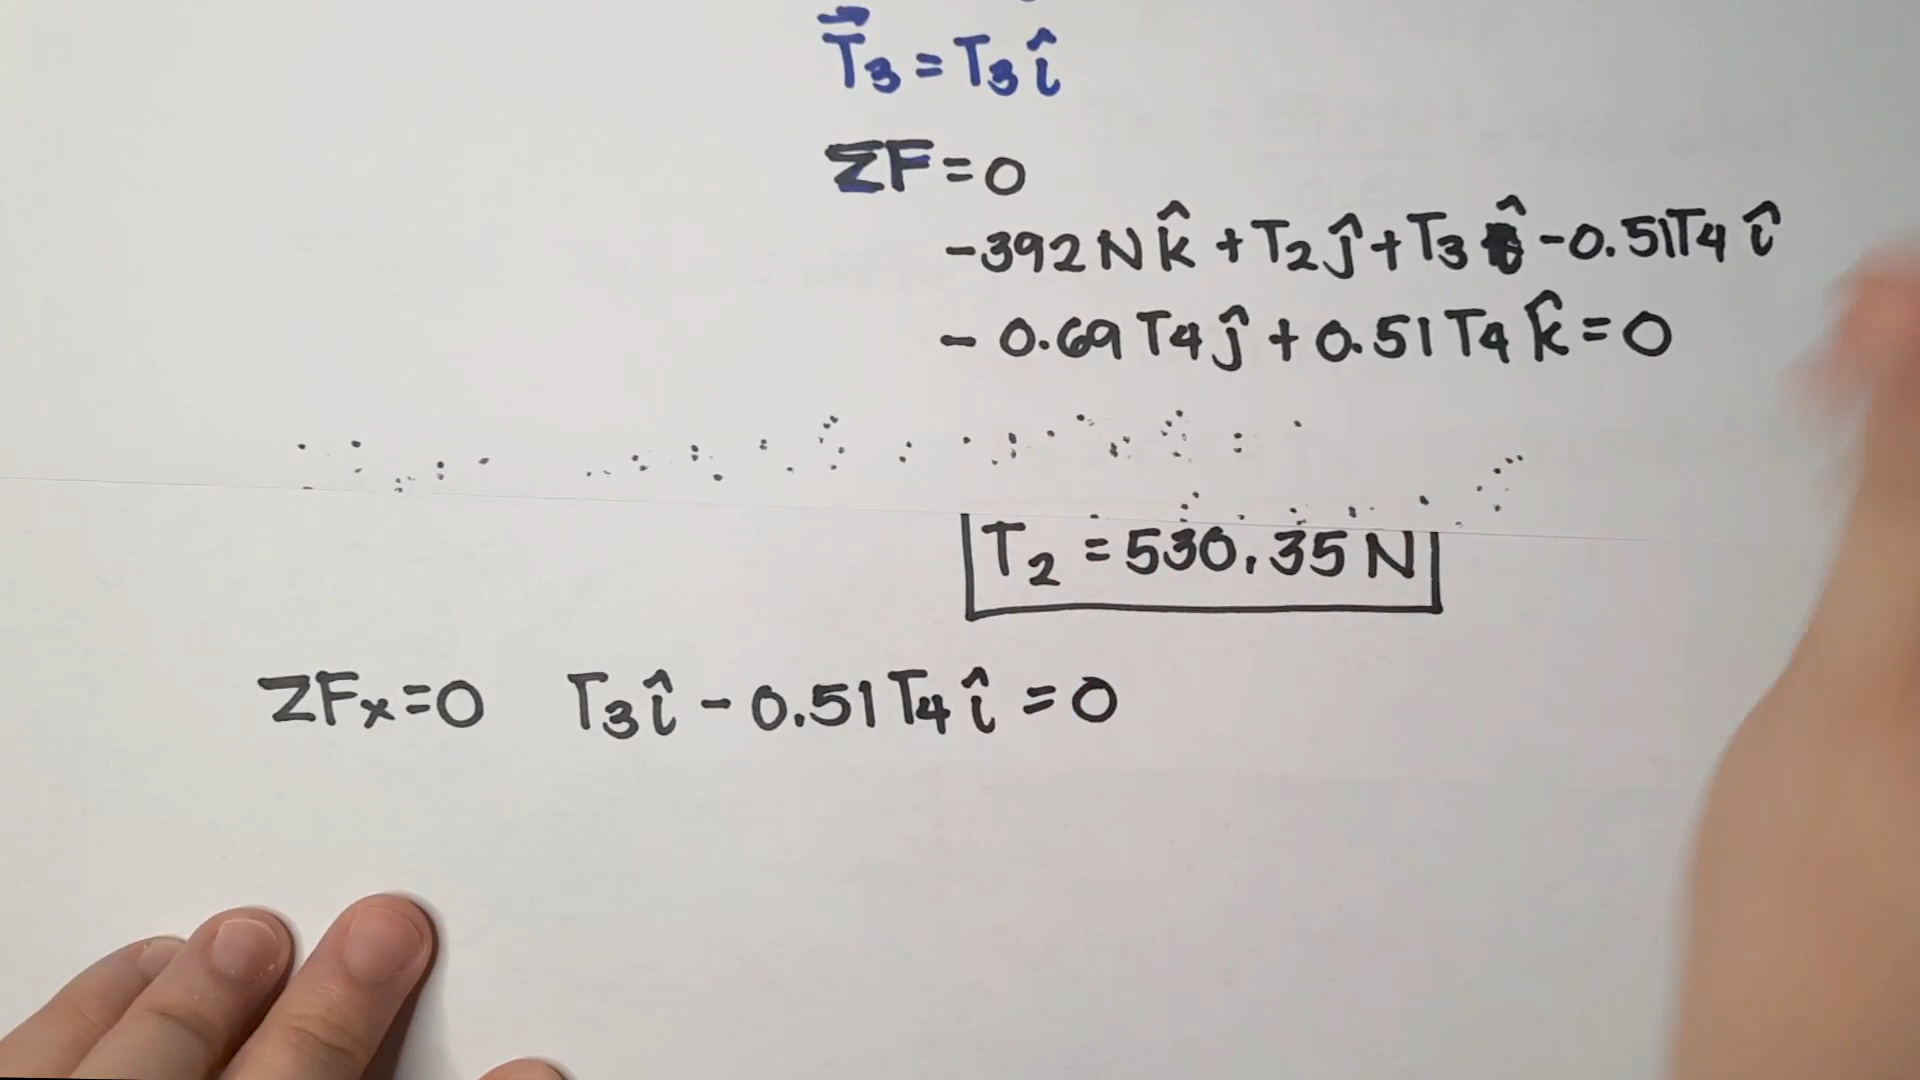 T⃗₃ = T₃ î
ΣF = 0
-392 N k̂ + T₂ ĵ + T₃ î - 0.51T₄ î
- 0.69 T₄ ĵ + 0.51 T₄ k̂ = 0
T₂ = 530.35 N
ΣFₓ = 0 T₃ î - 0.51 T₄ î = 0